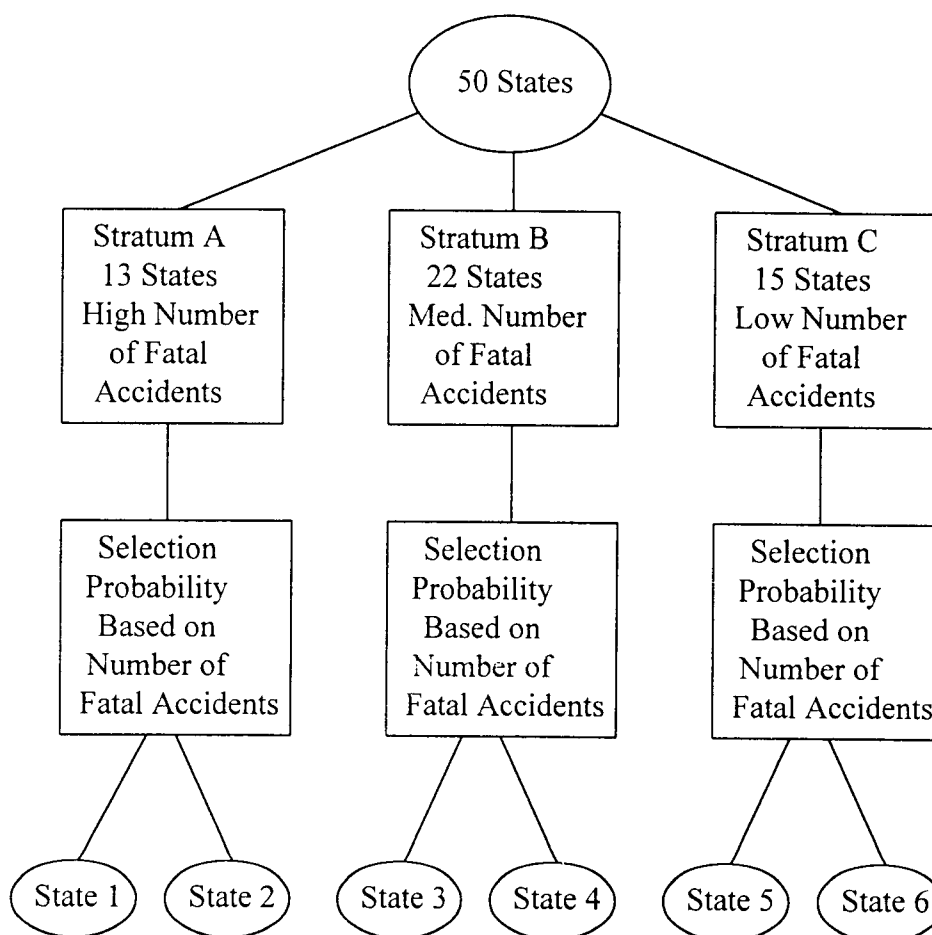 50 States
Stratum A
13 States
High Number
of Fatal
Accidents
Stratum B
22 States
Med. Number
of Fatal
Accidents
Stratum C
15 States
Low Number
of Fatal
Accidents
Selection
Probability
Based on
Number of
Fatal Accidents
Selection
Probability
Based on
Number of
Fatal Accidents
Selection
Probability
Based on
Number of
Fatal Accidents
State 1
State 2
State 3
State 4
State 5
State 6